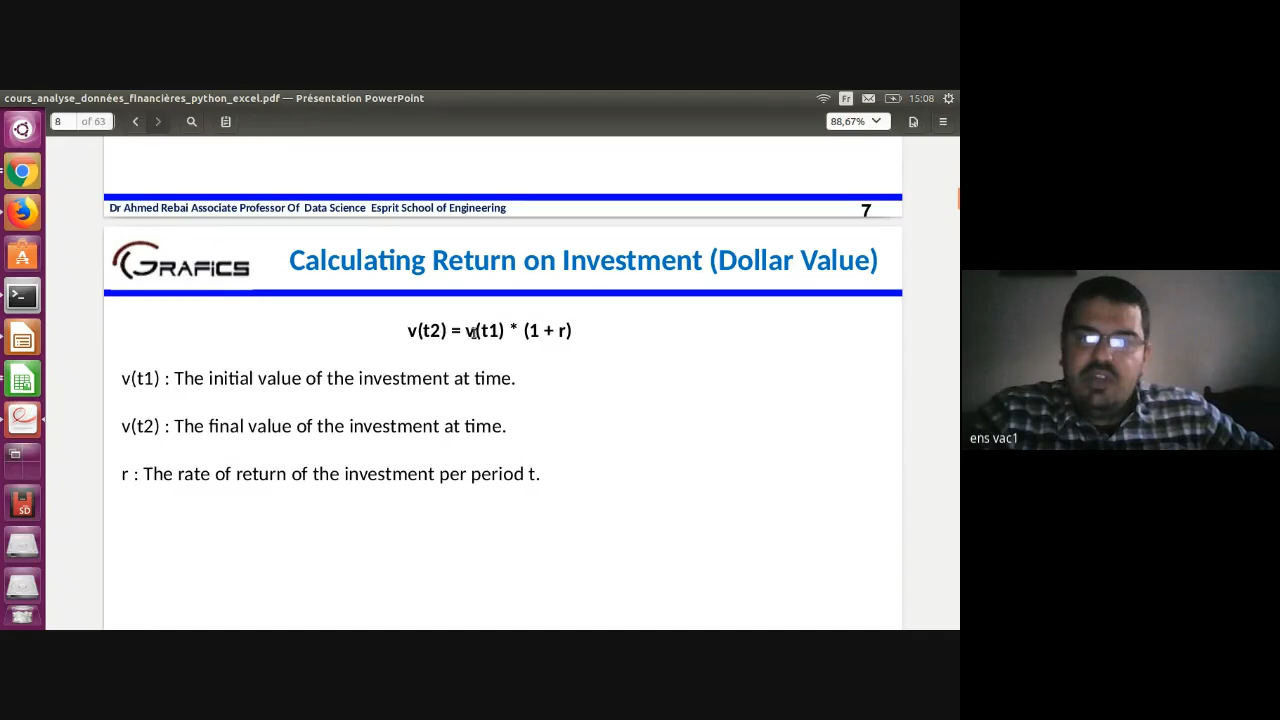 cours_analyse_données_financières_python_excel.pdf — Présentation PowerPoint
Fr
15:08
8
of 63
88,67%
Dr Ahmed Rebai Associate Professor Of Data Science Esprit School of Engineering
7
GRAFICS
Calculating Return on Investment (Dollar Value)
v(t2) = v(t1) * (1 + r)
v(t1) : The initial value of the investment at time.
v(t2) : The final value of the investment at time.
r : The rate of return of the investment per period t.
SD
ens vac1